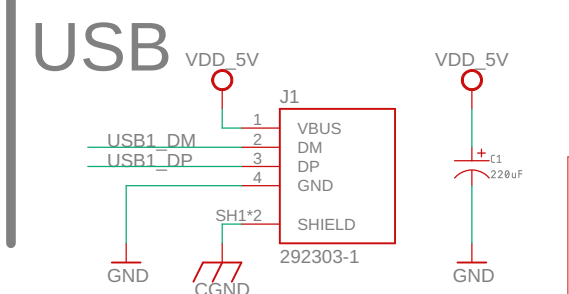 USB
VDD_5V
VDD_5V
J1
1
VBUS
USB1_DM
2
DM
USB1_DP
3
DP
4
GND
SH1*2
SHIELD
292303-1
+
C1
220uF
GND
CGND
GND